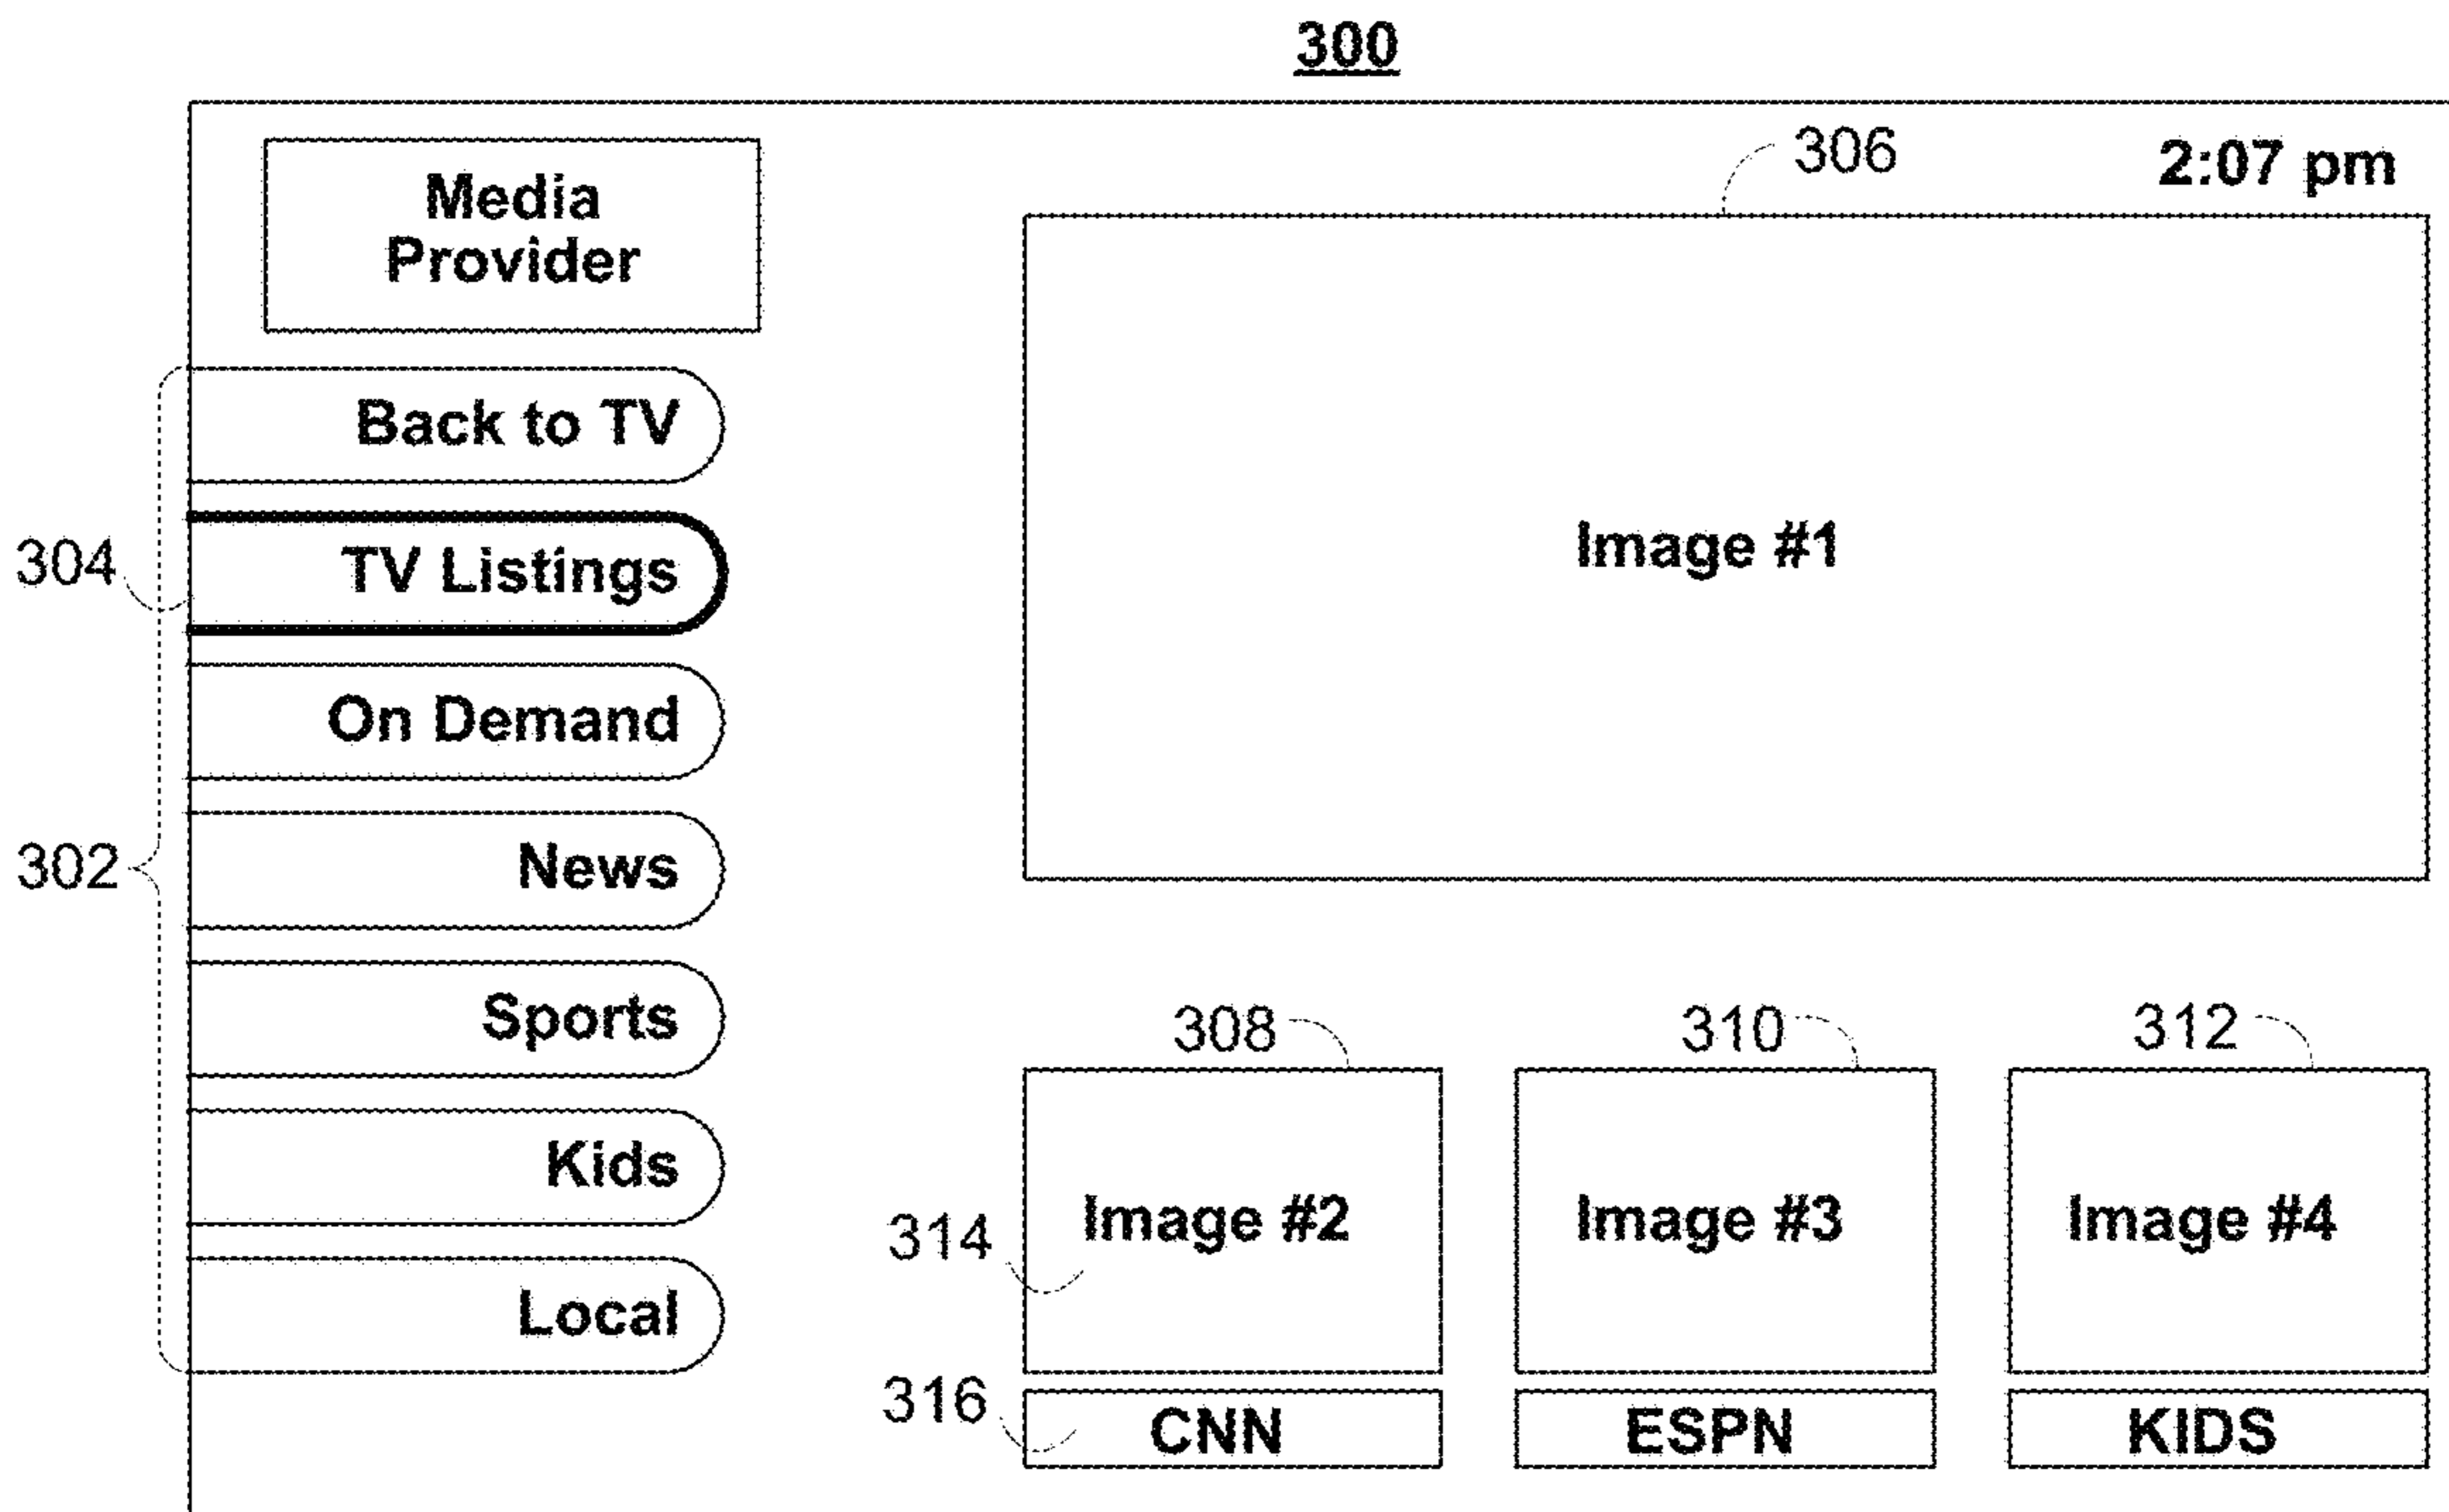 300
Media
Provider
306
2:07 pm
Back to TV
304
TV Listings
Image #1
On Demand
302
News
Sports
308
310
312
Kids
314
Image #2
Image #3
Image #4
Local
316
CNN
ESPN
KIDS